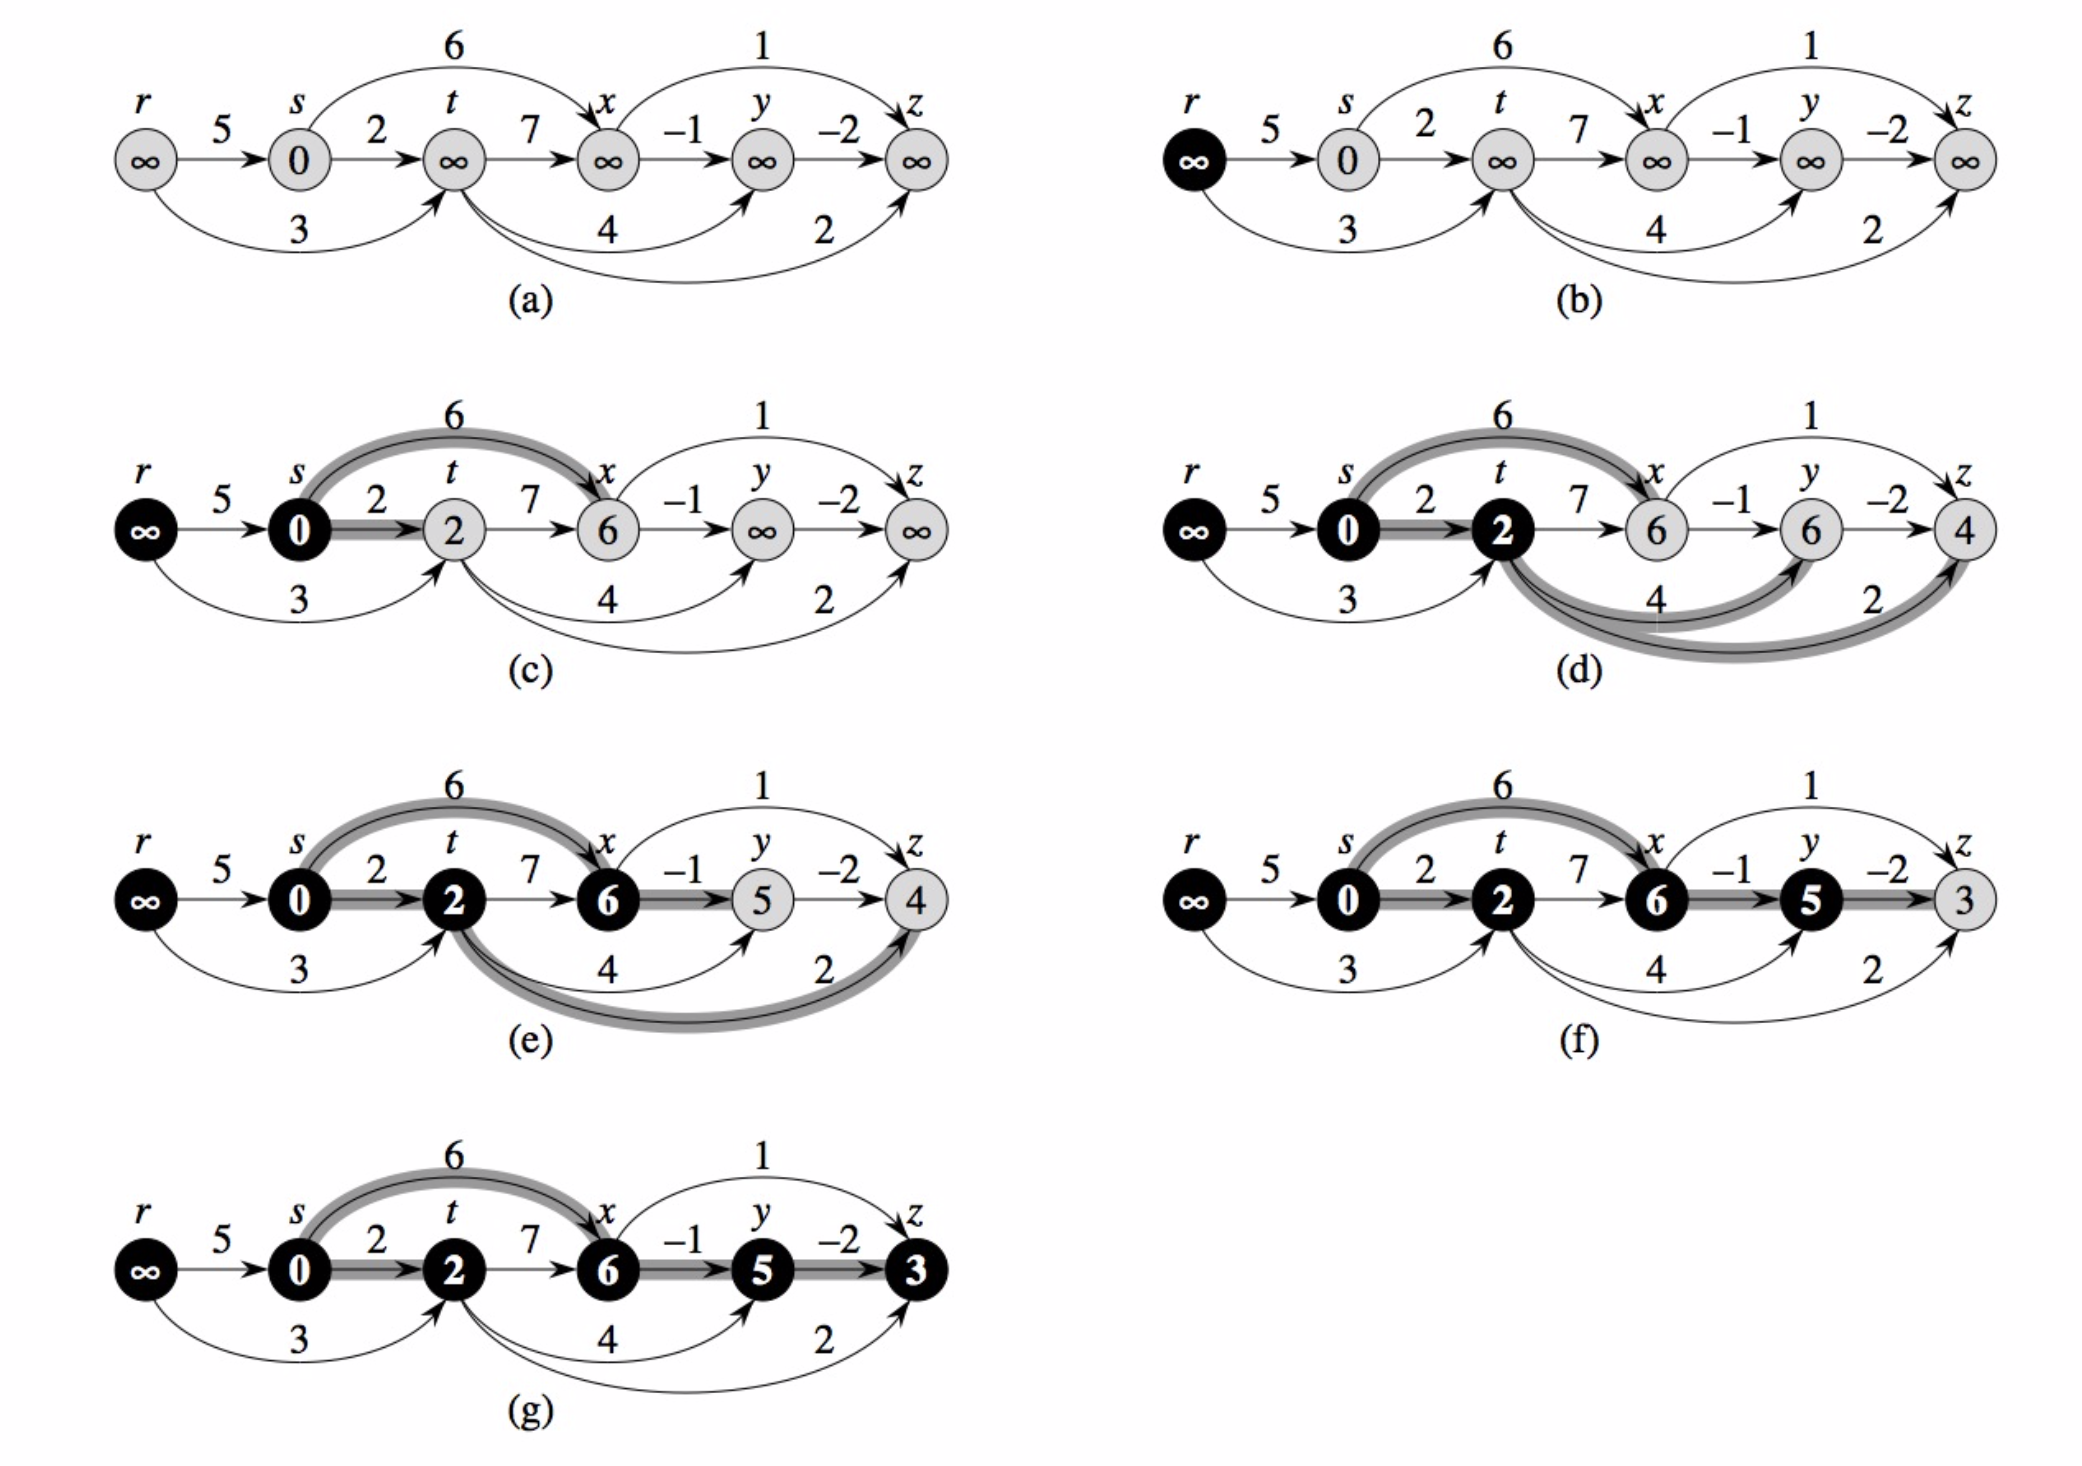 6 1 6 1
r s t x y z r s t x y z
5 2 7 –1 –2 5 2 7 –1 –2
∞ 0 ∞ ∞ ∞ ∞ ∞ 0 ∞ ∞ ∞ ∞
3 4 2 3 4 2
(a) (b)
6 1 6 1
r s t x y z r s t x y z
5 2 7 –1 –2 5 2 7 –1 –2
∞ 0 2 6 ∞ ∞ ∞ 0 2 6 6 4
3 4 2 3 4 2
(c) (d)
6 1 6 1
r s t x y z r s t x y z
5 2 7 –1 –2 5 2 7 –1 –2
∞ 0 2 6 5 4 ∞ 0 2 6 5 3
3 4 2 3 4 2
(e) (f)
6 1
r s t x y z
5 2 7 –1 –2
∞ 0 2 6 5 3
3 4 2
(g)